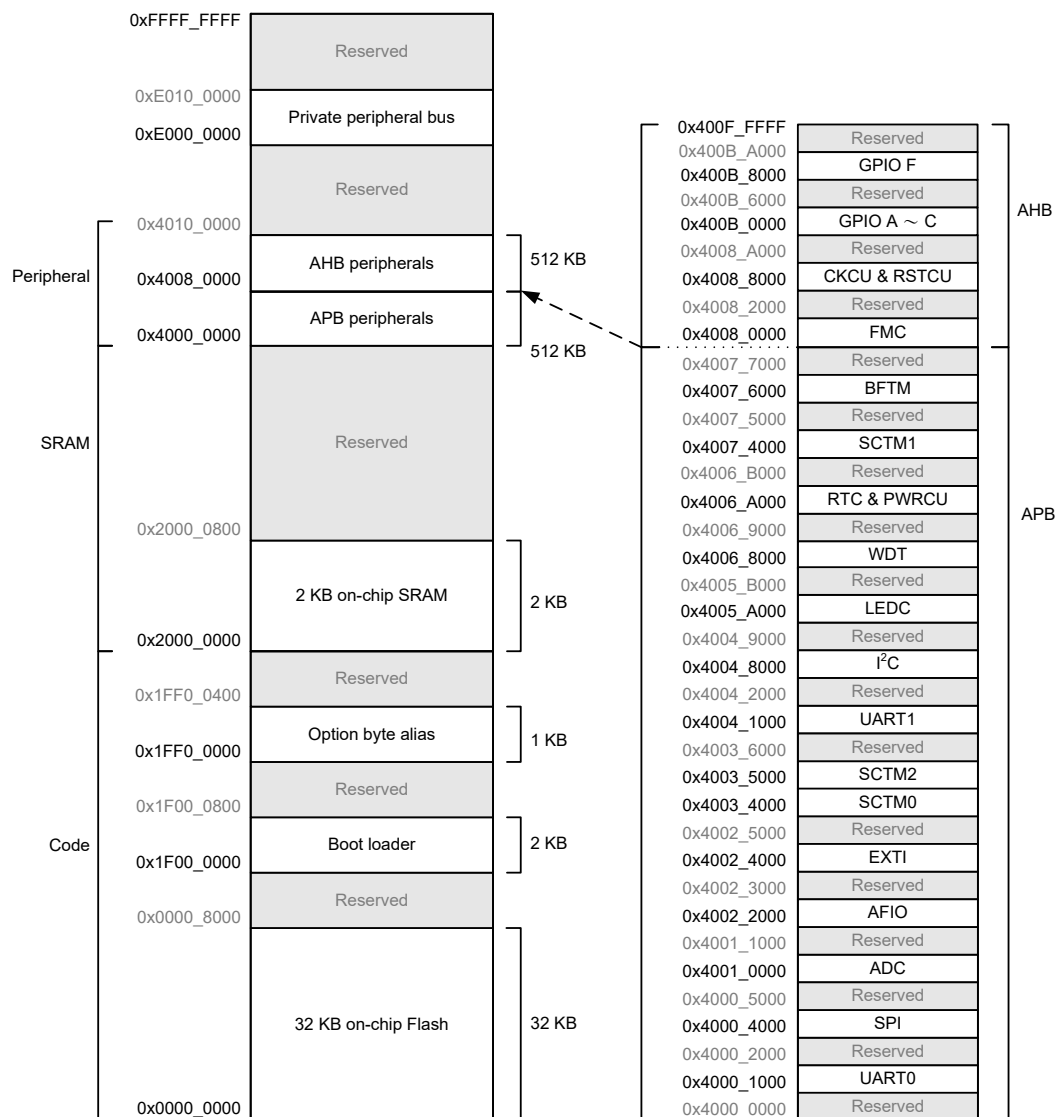 0xFFFF_FFFF
Reserved
0xE010_0000
Private peripheral bus
0xE000_0000
Reserved
0x4010_0000
Peripheral
AHB peripherals
512 KB
0x4008_0000
APB peripherals
0x4000_0000
512 KB
SRAM
Reserved
0x2000_0800
2 KB on-chip SRAM
2 KB
0x2000_0000
Code
Reserved
0x1FF0_0400
Option byte alias
1 KB
0x1FF0_0000
Reserved
0x1F00_0800
Boot loader
2 KB
0x1F00_0000
Reserved
0x0000_8000
32 KB on-chip Flash
32 KB
0x0000_0000
0x400F_FFFF
Reserved
0x400B_A000
GPIO F
0x400B_8000
Reserved
0x400B_6000
GPIO A ~ C
0x400B_0000
AHB
Reserved
0x4008_A000
CKCU & RSTCU
0x4008_8000
Reserved
0x4008_2000
FMC
0x4008_0000
Reserved
0x4007_7000
BFTM
0x4007_6000
Reserved
0x4007_5000
SCTM1
0x4007_4000
Reserved
0x4006_B000
RTC & PWRCU
0x4006_A000
APB
Reserved
0x4006_9000
WDT
0x4006_8000
Reserved
0x4005_B000
LEDC
0x4005_A000
Reserved
0x4004_9000
I²C
0x4004_8000
Reserved
0x4004_2000
UART1
0x4004_1000
Reserved
0x4003_6000
SCTM2
0x4003_5000
SCTM0
0x4003_4000
Reserved
0x4002_5000
EXTI
0x4002_4000
Reserved
0x4002_3000
AFIO
0x4002_2000
Reserved
0x4001_1000
ADC
0x4001_0000
Reserved
0x4000_5000
SPI
0x4000_4000
Reserved
0x4000_2000
UART0
0x4000_1000
Reserved
0x4000_0000